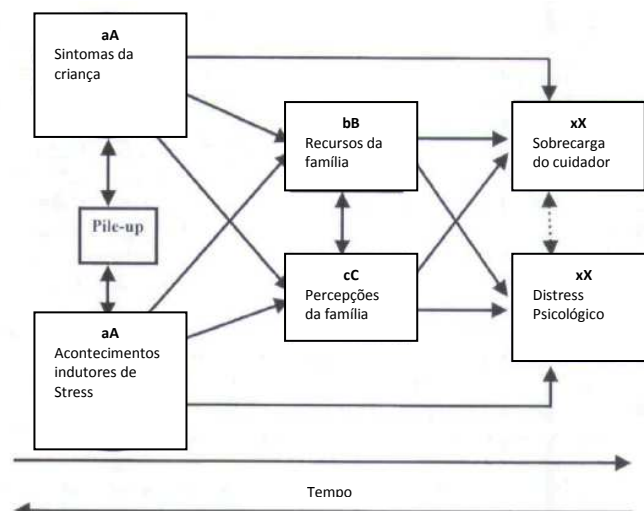 aA
Sintomas da
criança
bB
Recursos da
família
xX
Sobrecarga
do cuidador
Pile-up
cC
Percepções
da família
xX
Distress
Psicológico
aA
Acontecimentos
indutores de
Stress
Tempo